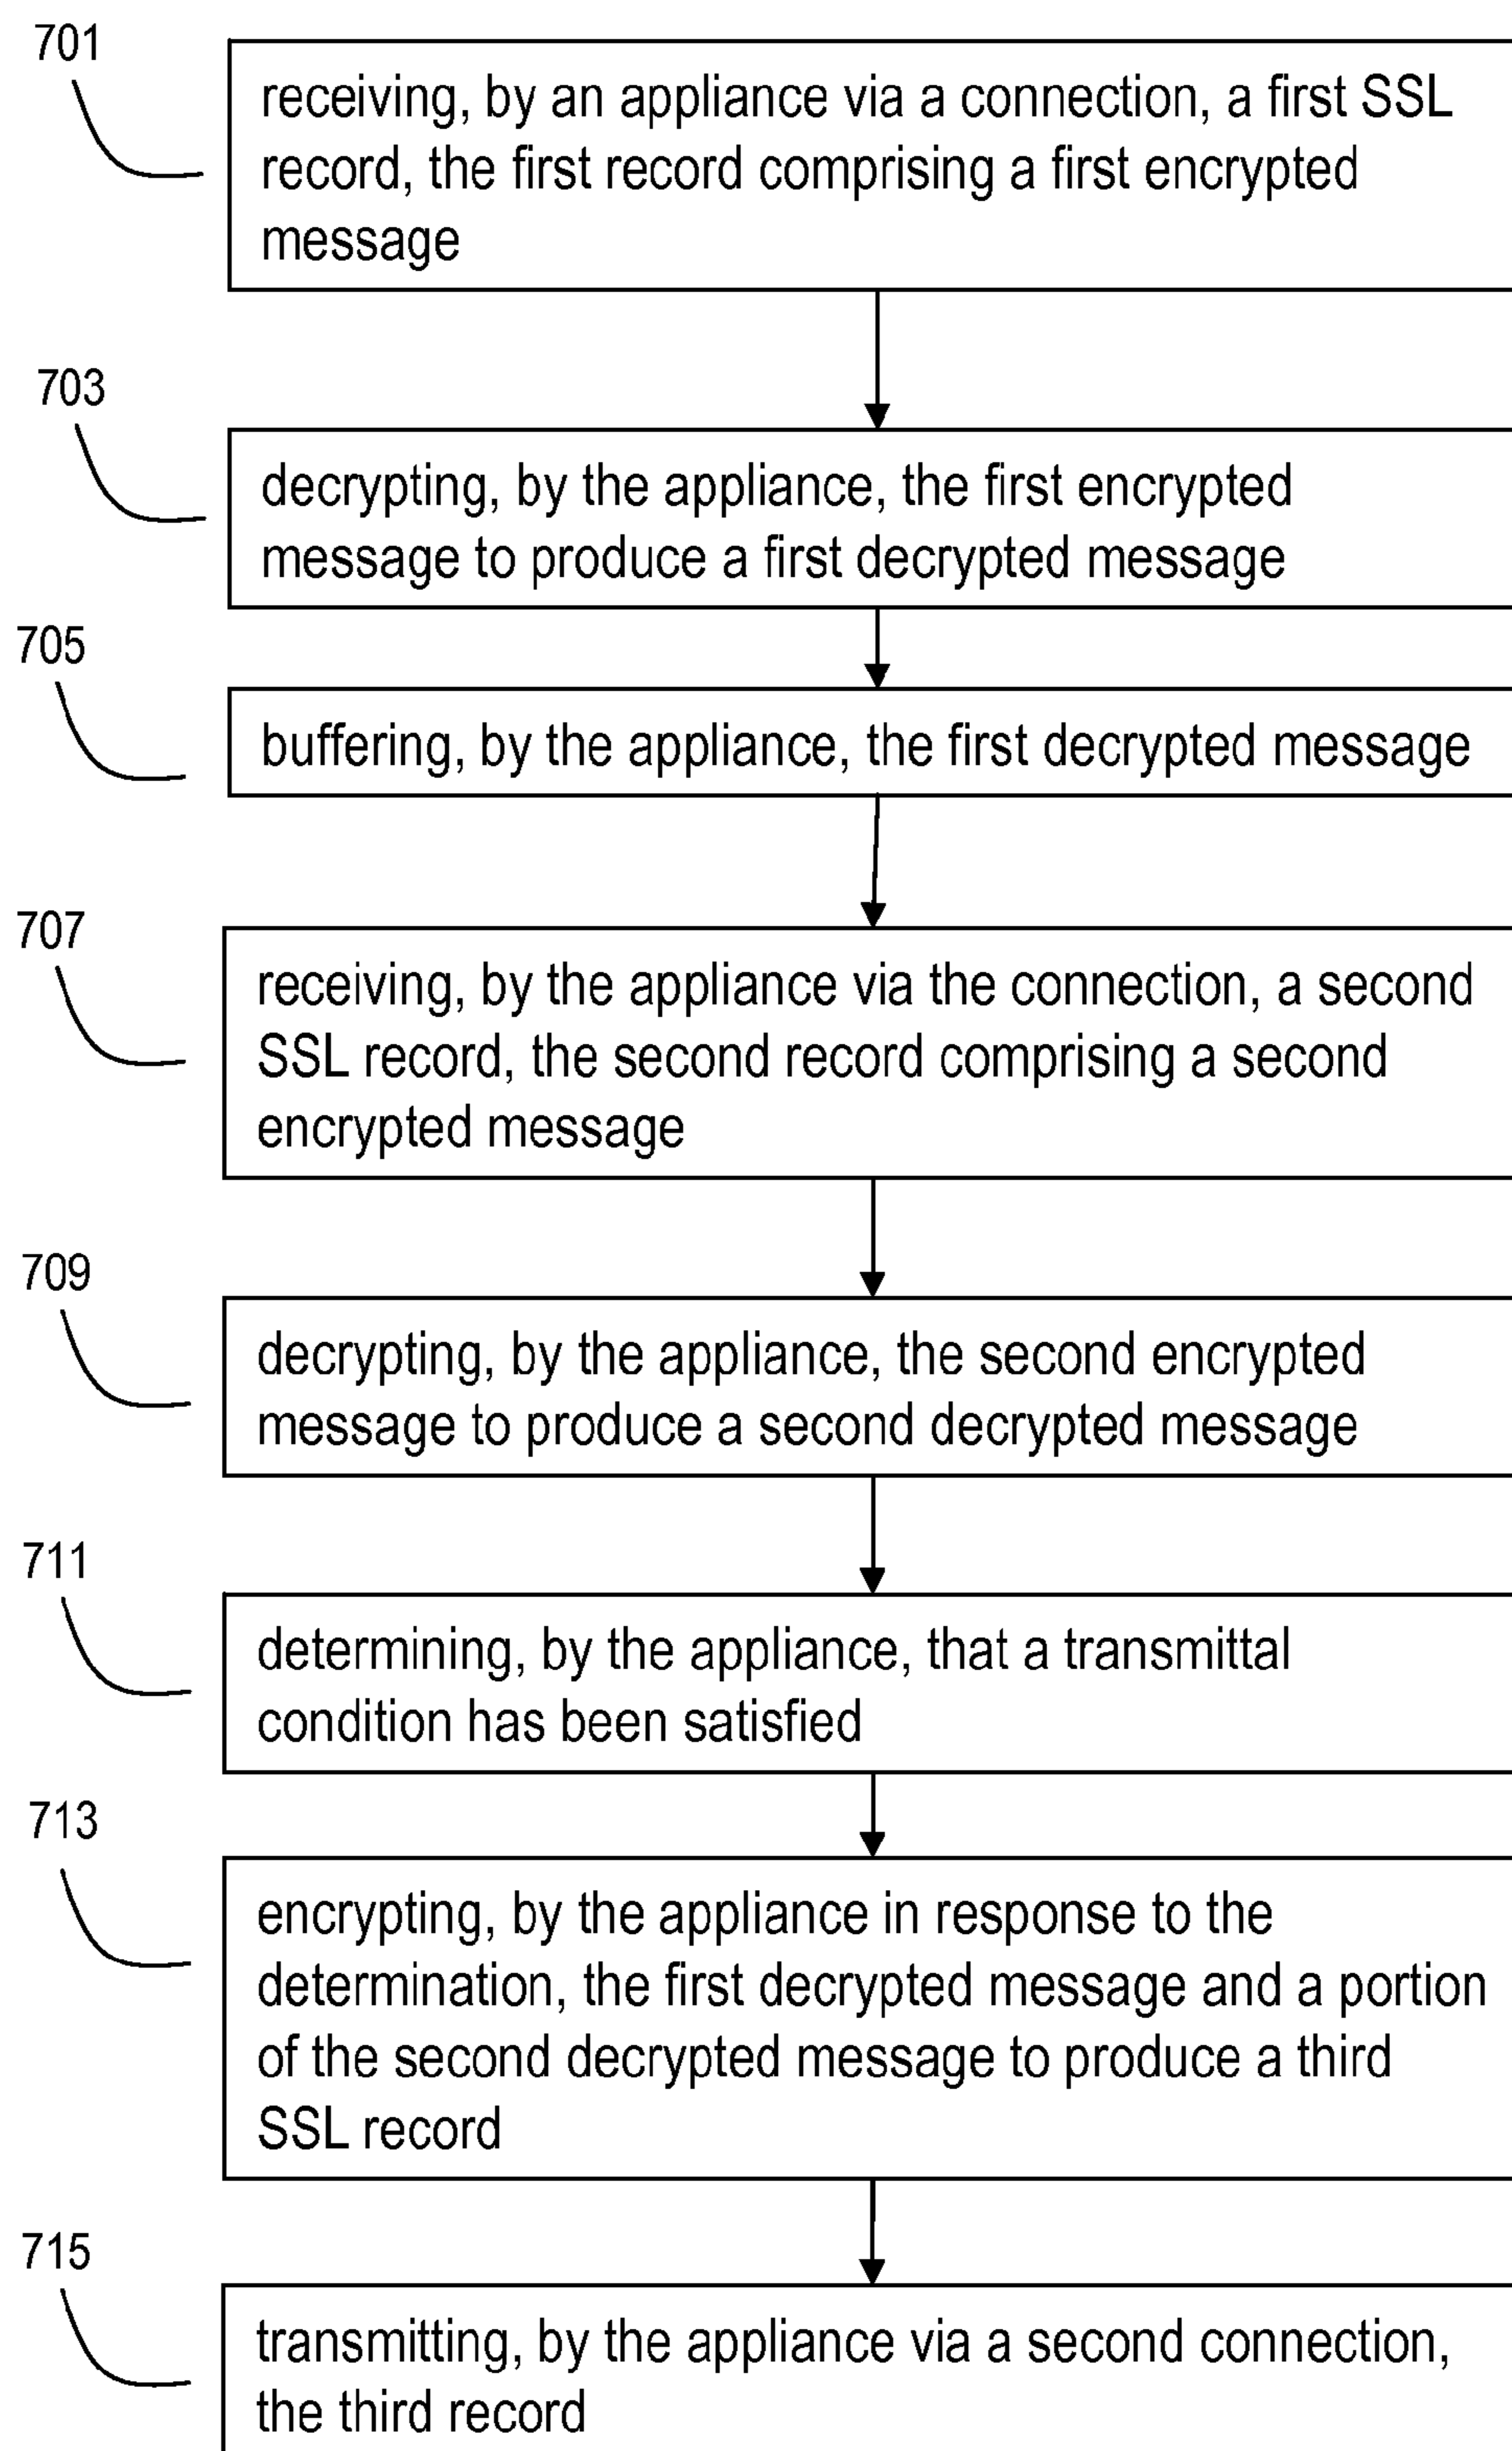 701
receiving, by an appliance via a connection, a first SSL
record, the first record comprising a first encrypted
message
703
decrypting, by the appliance, the first encrypted
message to produce a first decrypted message
705
buffering, by the appliance, the first decrypted message
707
receiving, by the appliance via the connection, a second
SSL record, the second record comprising a second
encrypted message
709
decrypting, by the appliance, the second encrypted
message to produce a second decrypted message
711
determining, by the appliance, that a transmittal
condition has been satisfied
713
encrypting, by the appliance in response to the
determination, the first decrypted message and a portion
of the second decrypted message to produce a third
SSL record
715
transmitting, by the appliance via a second connection,
the third record